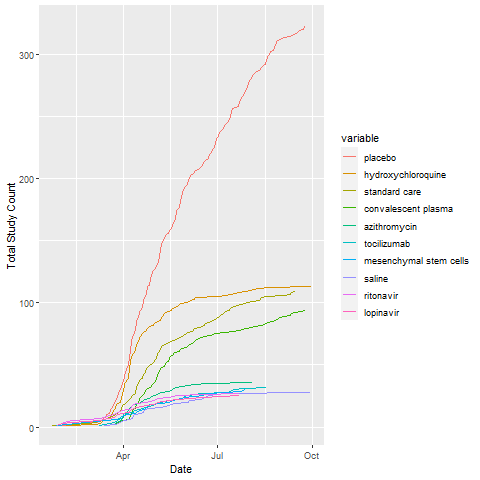 300
200
100
0
Total Study Count
Apr
Jul
Oct
Date
variable
placebo
hydroxychloroquine
standard care
convalescent plasma
azithromycin
tocilizumab
mesenchymal stem cells
saline
ritonavir
lopinavir